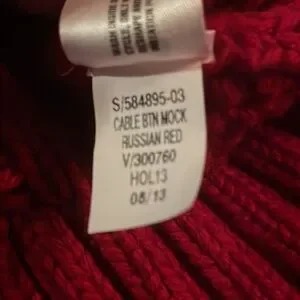 S/584895-03
CABLE BTN MOCK
RUSSIAN RED
V/300760
HOL13
08/13